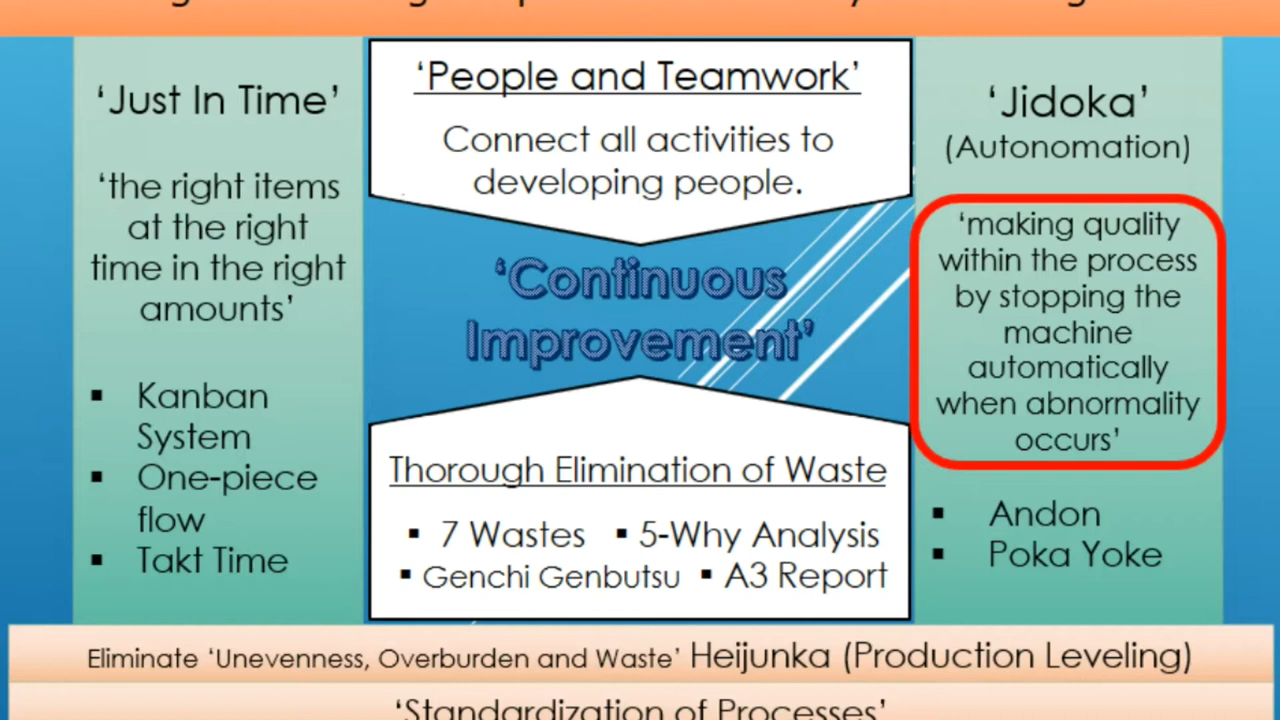 ‘Just In Time’
‘the right items
at the right
time in the right
amounts’
▪ Kanban
System
▪ One-piece
flow
▪ Takt Time
‘People and Teamwork’
Connect all activities to
developing people.
‘Continuous
Improvement’
Thorough Elimination of Waste
▪ 7 Wastes ▪ 5-Why Analysis
▪ Genchi Genbutsu ▪ A3 Report
‘Jidoka’
(Autonomation)
‘making quality
within the process
by stopping the
machine
automatically
when abnormality
occurs’
▪ Andon
▪ Poka Yoke
Eliminate ‘Unevenness, Overburden and Waste’ Heijunka (Production Leveling)
‘Standardization of Processes’